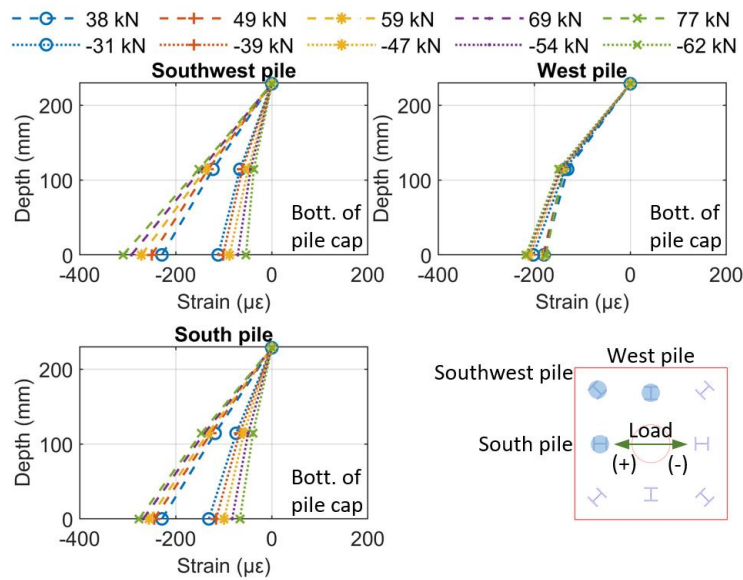 38 kN 49 kN 59 kN 69 kN 77 kN
-31 kN -39 kN -47 kN -54 kN -62 kN
Southwest pile
200
100
0
Depth (mm)
Bott. of
pile cap
-400 -200 0 200
Strain (με)
West pile
200
100
0
Depth (mm)
Bott. of
pile cap
-400 -200 0 200
Strain (με)
South pile
200
100
0
Depth (mm)
Bott. of
pile cap
-400 -200 0 200
Strain (με)
West pile
Southwest pile
South pile
Load
(+) (-)